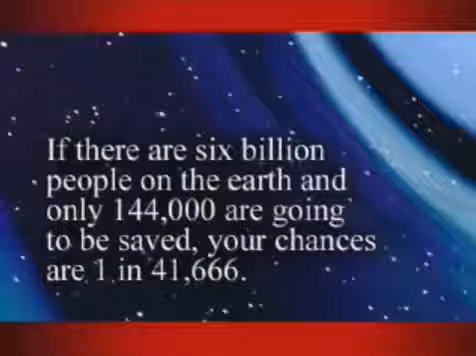 If there are six billion
people on the earth and
only 144,000 are going
to be saved, your chances
are 1 in 41,666.